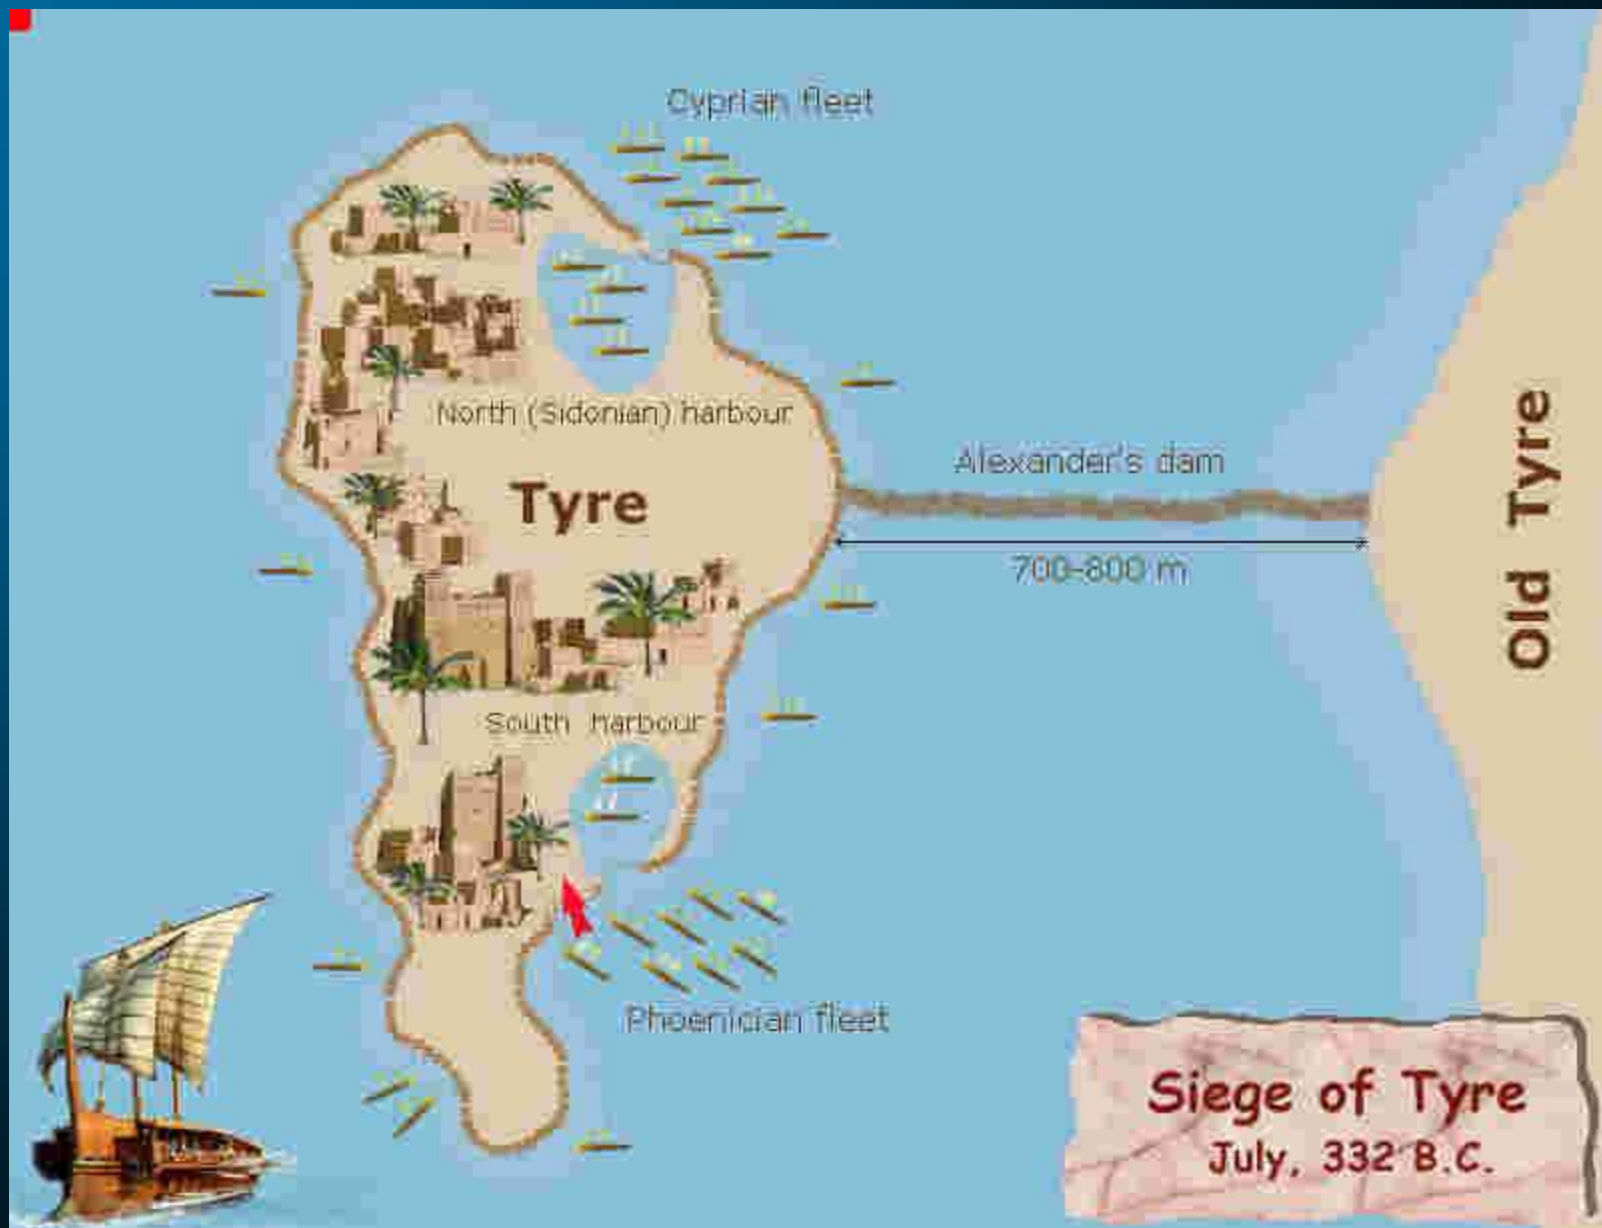 Cyprian fleet
North (Sidonian) harbour
Alexander's dam
Tyre
700-800 m
Old Tyre
South harbour
Phoenician fleet
Siege of Tyre
July, 332 B.C.